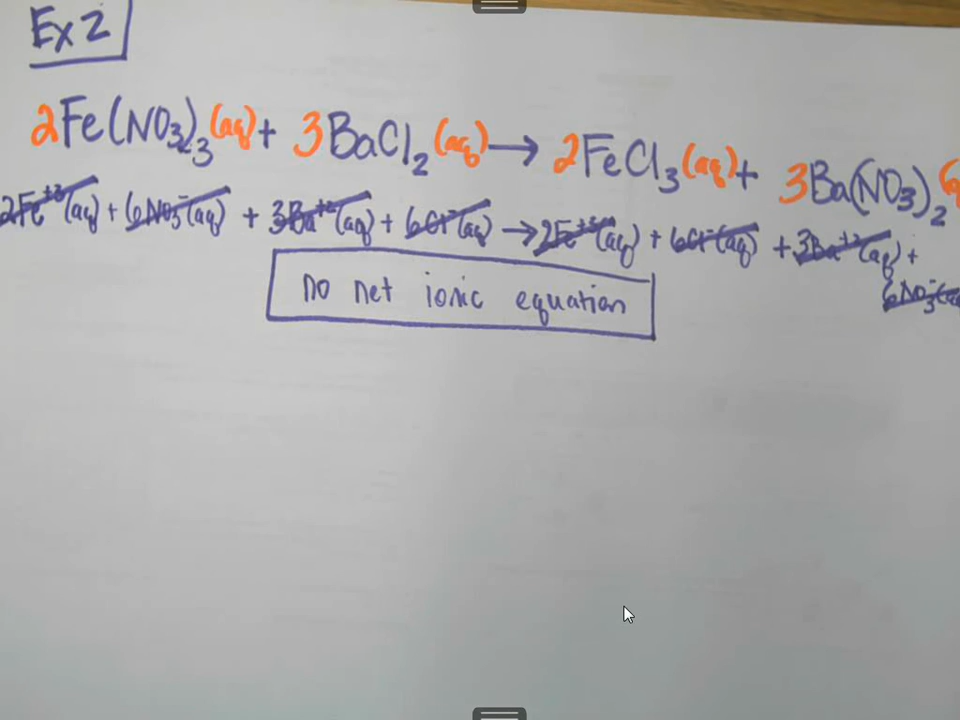 Ex 2
2Fe(NO3)3(aq) + 3BaCl2(aq) → 2FeCl3(aq) + 3Ba(NO3)2
2Fe+3(aq) + 6NO3-(aq) + 3Ba+2(aq) + 6Cl-(aq) → 2Fe+3(aq) + 6Cl-(aq) + 3Ba+2(aq) +
6NO3-
no net ionic equation